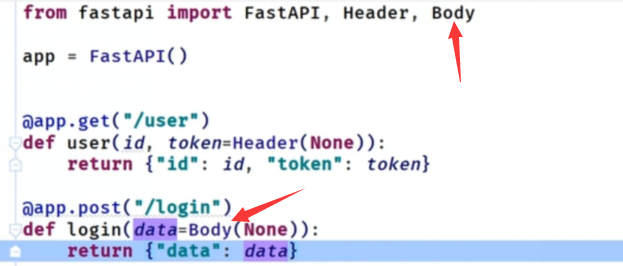 from fastapi import FastAPI, Header, Body
app = FastAPI()
@app.get("/user")
def user(id, token=Header(None)):
    return {"id": id, "token": token}
@app.post("/login")
def login(data=Body(None)):
    return {"data": data}